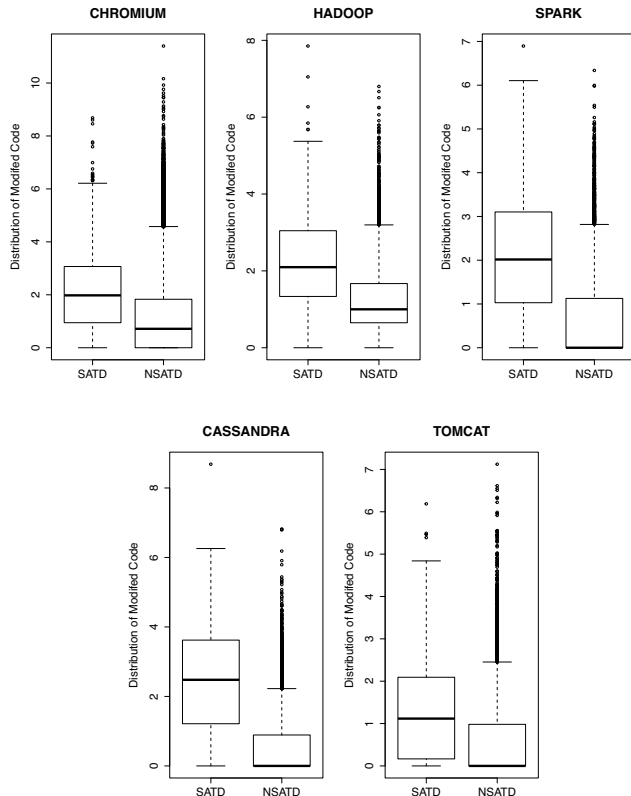 CHROMIUM
Distribution of Modifed Code
0
2
4
6
8
10
SATD
NSATD
HADOOP
Distribution of Modifed Code
0
2
4
6
8
SATD
NSATD
SPARK
Distribution of Modifed Code
0
1
2
3
4
5
6
7
SATD
NSATD
CASSANDRA
Distribution of Modifed Code
0
2
4
6
8
SATD
NSATD
TOMCAT
Distribution of Modifed Code
0
1
2
3
4
5
6
7
SATD
NSATD